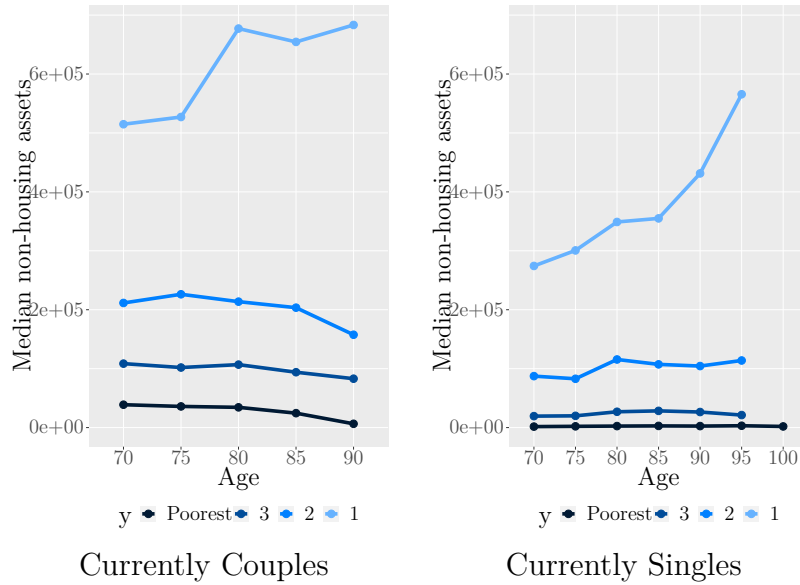 Median non-housing assets
6e+05
4e+05
2e+05
0e+00
70 75 80 85 90
Age
y Poorest 3 2 1
Currently Couples
Median non-housing assets
6e+05
4e+05
2e+05
0e+00
70 75 80 85 90 95 100
Age
y Poorest 3 2 1
Currently Singles